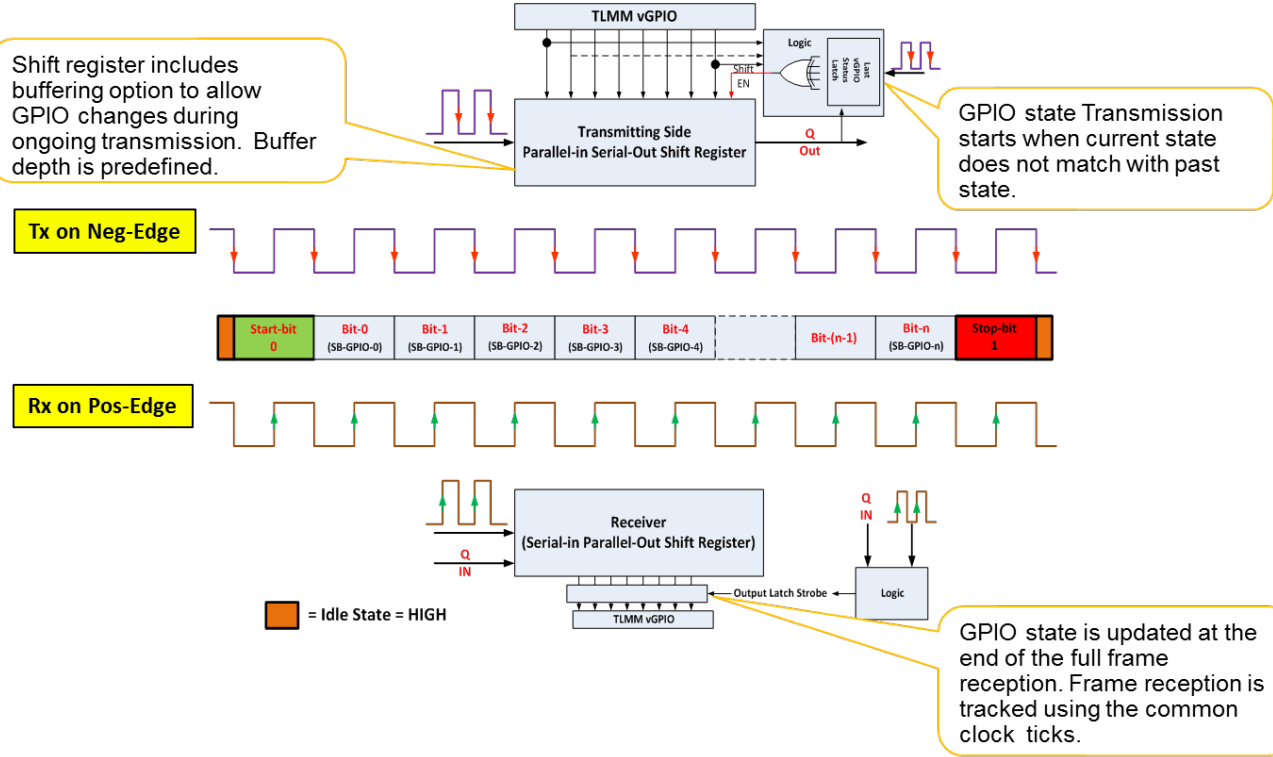 TLMM vGPIO
Shift register includes
buffering option to allow
GPIO changes during
ongoing transmission.  Buffer
depth is predefined.
Logic
Last
vGPIO
Status
Latch
Shift
EN
Transmitting Side
Parallel-in Serial-Out Shift Register
Q
Out
GPIO state Transmission
starts when current state
does not match with past
state.
Tx on Neg-Edge
Start-bit
0
Bit-0
(SB-GPIO-0)
Bit-1
(SB-GPIO-1)
Bit-2
(SB-GPIO-2)
Bit-3
(SB-GPIO-3)
Bit-4
(SB-GPIO-4)
Bit-(n-1)
Bit-n
(SB-GPIO-n)
Stop-bit
1
Rx on Pos-Edge
Receiver
(Serial-in Parallel-Out Shift Register)
Q
IN
Q
IN
Output Latch Strobe
Logic
TLMM vGPIO
= Idle State = HIGH
GPIO state is updated at the
end of the full frame
reception. Frame reception is
tracked using the common
clock  ticks.